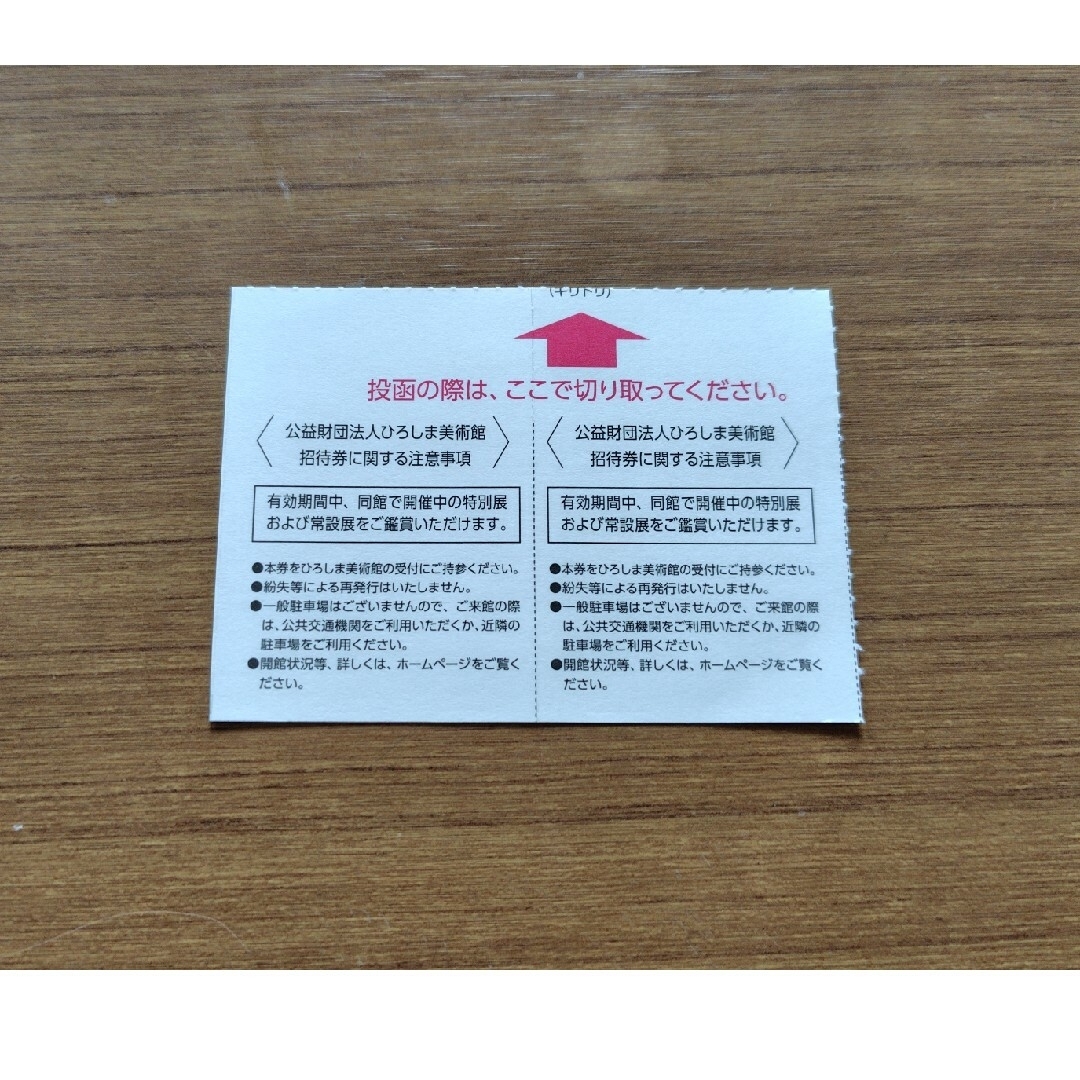 (キリトリ)
投函の際は、ここで切り取ってください。
公益財団法人ひろしま美術館
招待券に関する注意事項
有効期間中、同館で開催中の特別展
および常設展をご鑑賞いただけます。
●本券をひろしま美術館の受付にご持参ください。
●紛失等による再発行はいたしません。
●一般駐車場はございませんので、ご来館の際
は、公共交通機関をご利用いただくか、近隣の
駐車場をご利用ください。
●開館状況等、詳しくは、ホームページをご覧く
ださい。
公益財団法人ひろしま美術館
招待券に関する注意事項
有効期間中、同館で開催中の特別展
および常設展をご鑑賞いただけます。
●本券をひろしま美術館の受付にご持参ください。
●紛失等による再発行はいたしません。
●一般駐車場はございませんので、ご来館の際
は、公共交通機関をご利用いただくか、近隣の
駐車場をご利用ください。
●開館状況等、詳しくは、ホームページをご覧く
ださい。